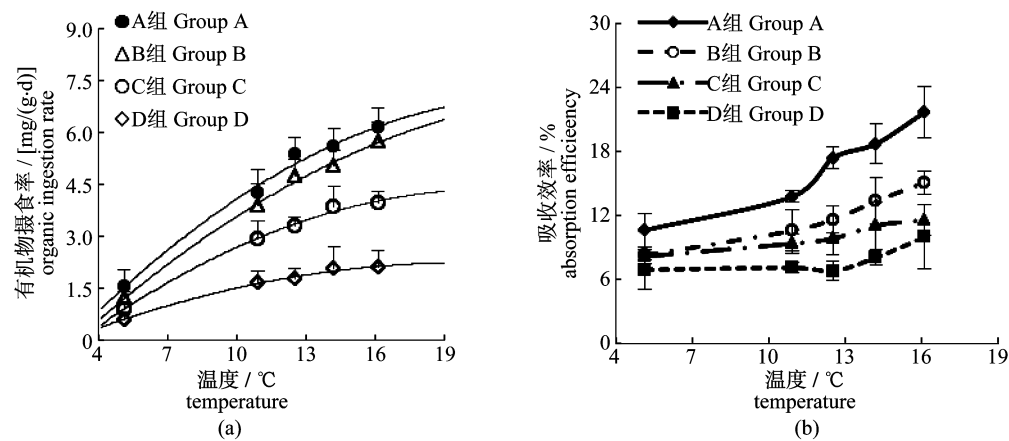 9.0
7.5
6.0
4.5
3.0
1.5
0
有机物摄食率 / [mg/(g·d)]
organic ingestion rate
A组 Group A
B组 Group B
C组 Group C
D组 Group D
4 7 10 13 16 19
温度 / ℃
temperature
(a)
30
24
18
12
6
0
吸收效率 / %
absorption efficieency
A组 Group A
B组 Group B
C组 Group C
D组 Group D
4 10 13 16 19
温度 / ℃
temperature
(b)